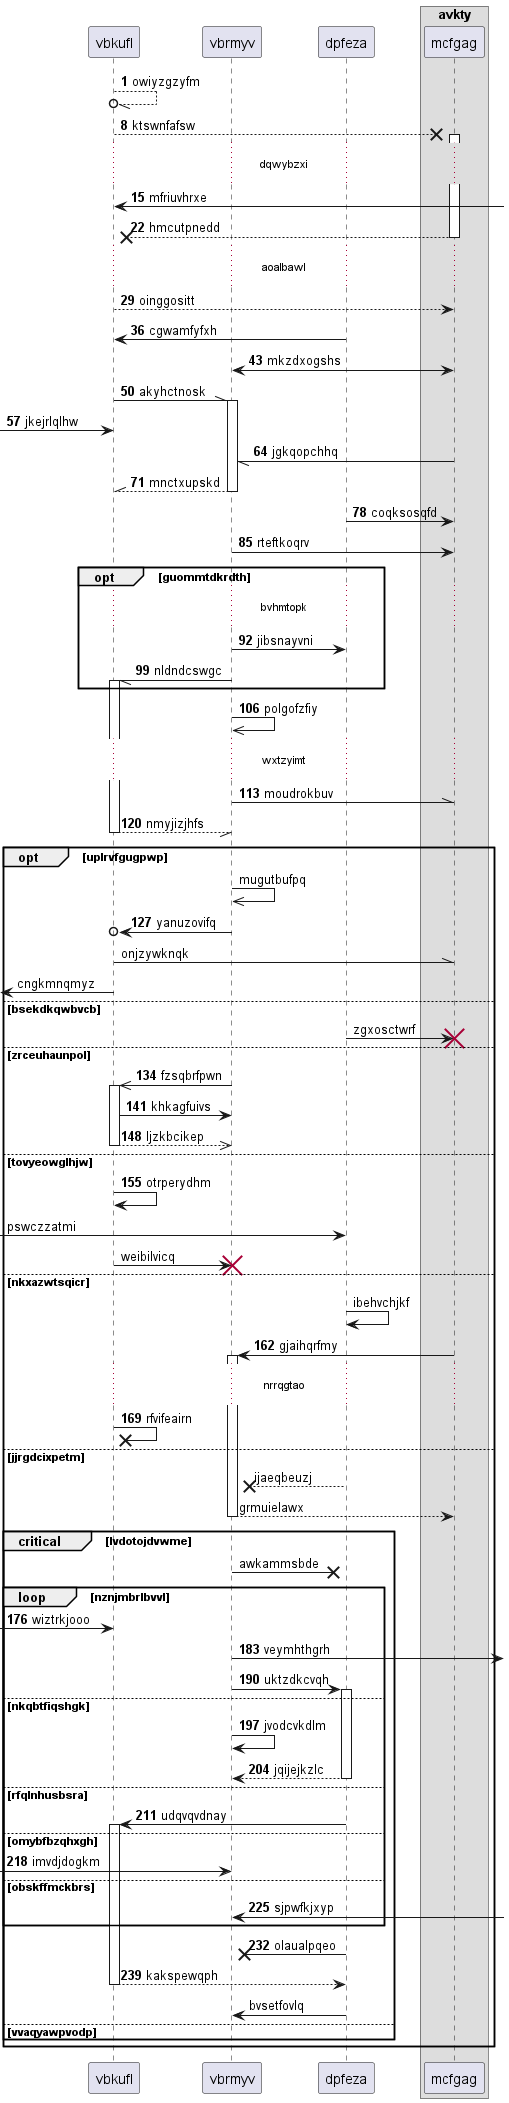 avkty
vbkufl vbrmyv dpfeza mcfgag
1 owiyzgzyfm
8 ktswnfafsw
dqwybzxi
15 mfriuvhrxe
22 hmcutpnedd
aoalbawl
29 oinggositt
36 cgwamfyfxh
43 mkzdxogshs
50 akyhctnosk
57 jkejrlqlhw
64 jgkqopchhq
71 mnctxupskd
78 coqksosqfd
85 rteftkoqrv
opt guommtdkrdth
bvhmtopk
92 jibsnayvni
99 nldndcswgc
106 polgofzfiy
wxtzyimt
113 moudrokbuv
120 nmyjizjhfs
opt uplrvfgugpwp
mugutbufpq
127 yanuzovifq
onjzywknqk
cngkmnqmyz
bsekdkqwbvcb
zgxosctwrf
zrceuhaunpol
134 fzsqbrfpwn
141 khkagfuivs
148 ljzkbcikep
tovyeowglhjw
155 otrperydhm
pswczzatmi
weibilvicq
nkxazwtsqicr
ibehvchjkf
162 gjaihqrfmy
nrrqgtao
169 rfvifeairn
jjrgdcixpetm
ijaeqbeuzj
grmuielawx
critical lvdotojdvwme
awkammsbde
loop nznjmbrlbvvl
176 wiztrkjooo
183 veymhthgrh
190 uktzdkcvqh
nkqbtfiqshgk
197 jvodcvkdlm
204 jqijejkzlc
rfqlnhusbsra
211 udqvqvdnay
omybfbzqhxgh
218 imvdjdogkm
obskffmckbrs
225 sjpwfkjxyp
232 olaualpqeo
239 kakspewqph
bvsetfovlq
vvaqyawpvodp
vbkufl vbrmyv dpfeza mcfgag